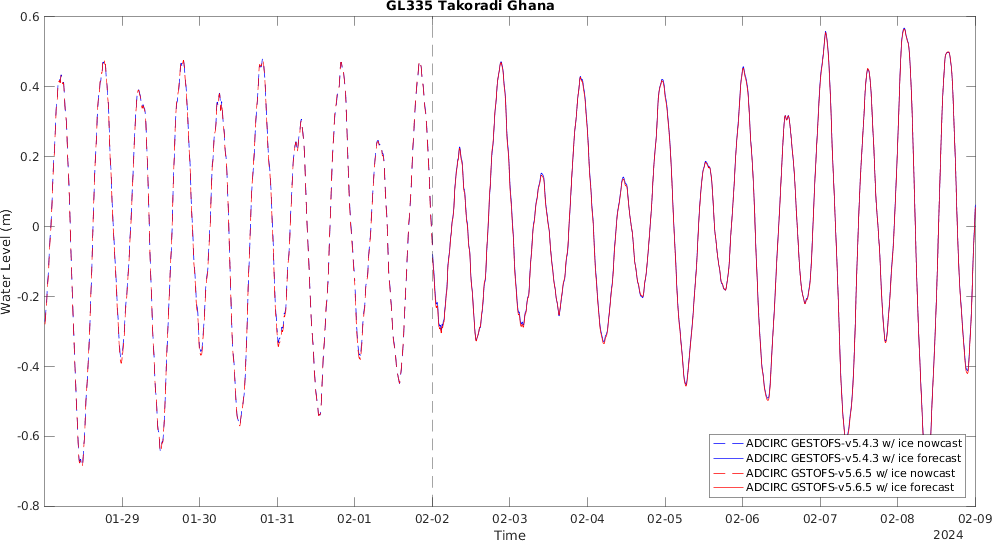 GL335 Takoradi Ghana
Water Level (m)
0.6
0.4
0.2
0
-0.2
-0.4
-0.6
-0.8
ADCIRC GESTOFS-v5.4.3 w/ ice nowcast
ADCIRC GESTOFS-v5.4.3 w/ ice forecast
ADCIRC GSTOFS-v5.6.5 w/ ice nowcast
ADCIRC GSTOFS-v5.6.5 w/ ice forecast
01-29 01-30 01-31 02-01 02-02 02-03 02-04 02-05 02-06 02-07 02-08 02-09
Time
2024